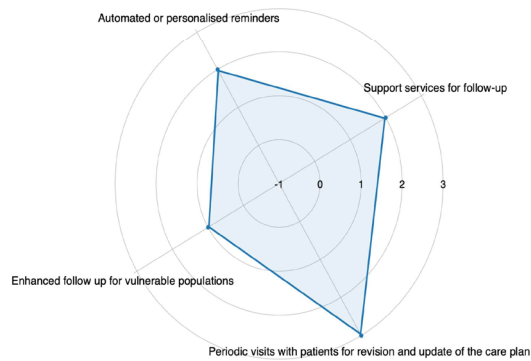 Automated or personalised reminders
Support services for follow-up
-1 0 1 2 3
Enhanced follow up for vulnerable populations
Periodic visits with patients for revision and update of the care plan